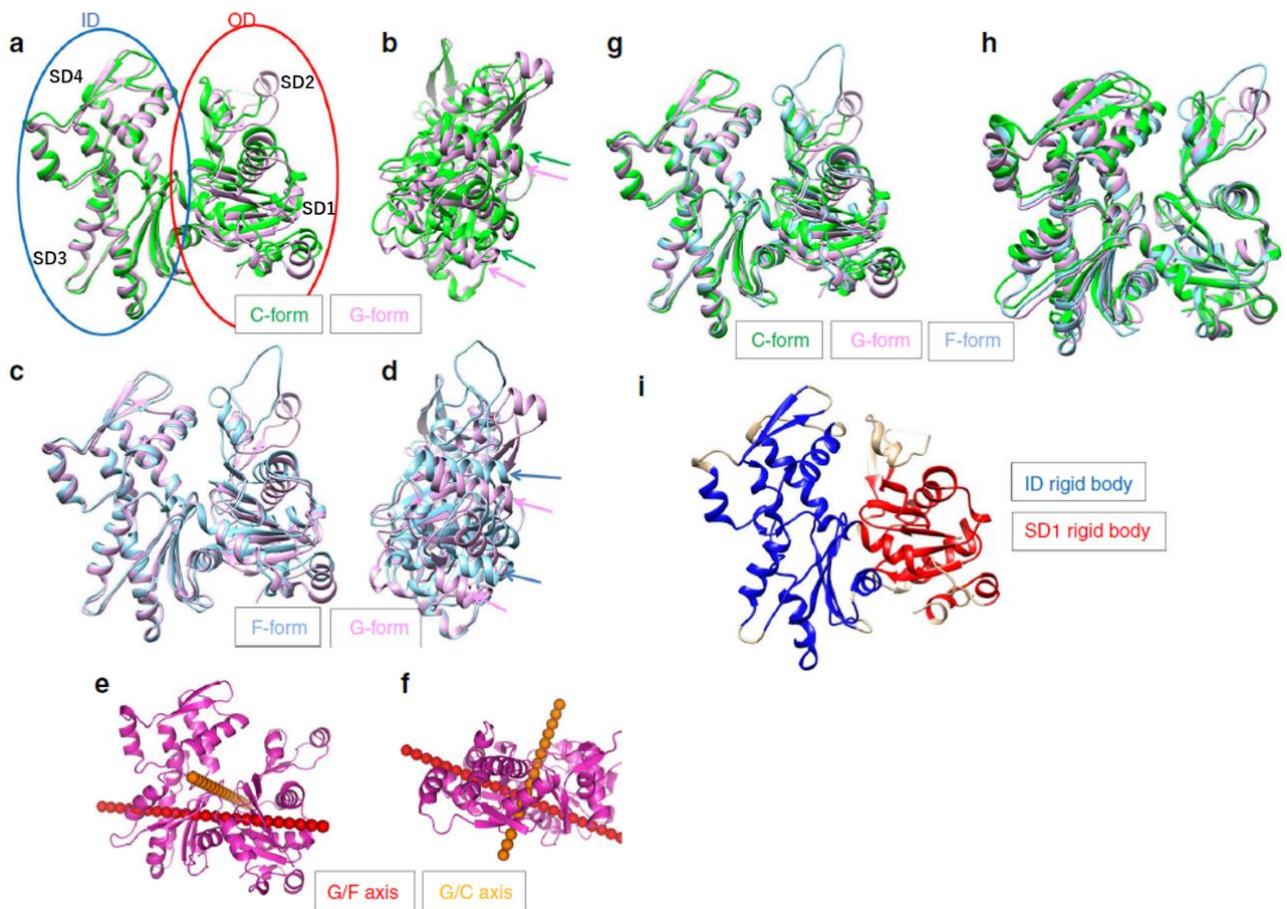 ID
OD
a
b
g
h
SD4
SD2
SD1
SD3
C-form
G-form
C-form
G-form
F-form
c
d
i
ID rigid body
SD1 rigid body
F-form
G-form
e
f
G/F axis
G/C axis